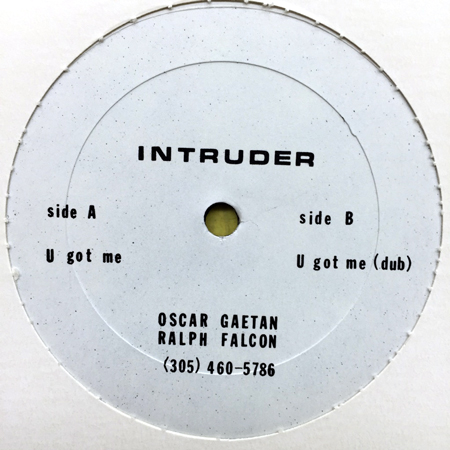 INTRUDER
side A
side B
U got me
U got me (dub)
OSCAR GAETAN
RALPH FALCON
(305) 460-5786